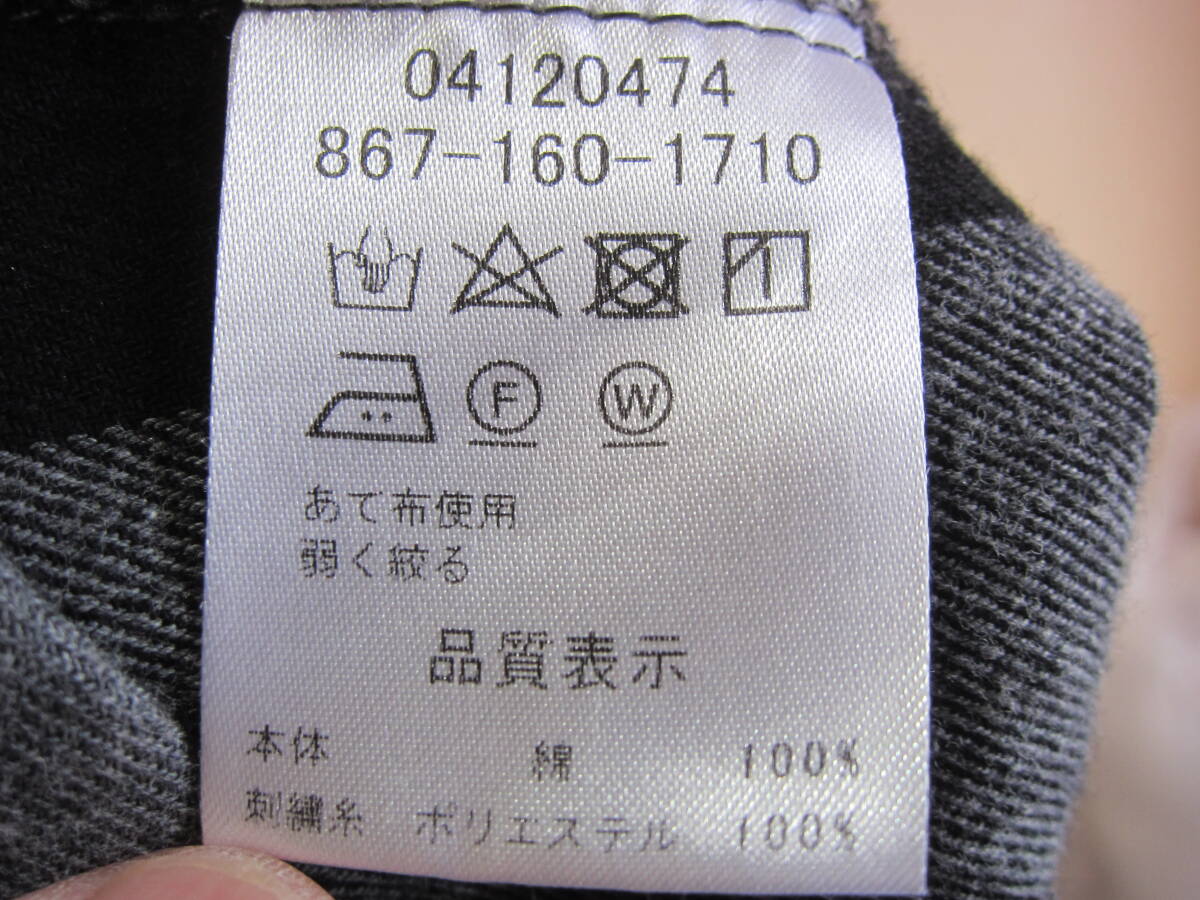 04120474
867-160-1710
F W
あて布使用
弱く絞る
品質表示
本体 綿 100%
刺繍糸 ポリエステル 100%